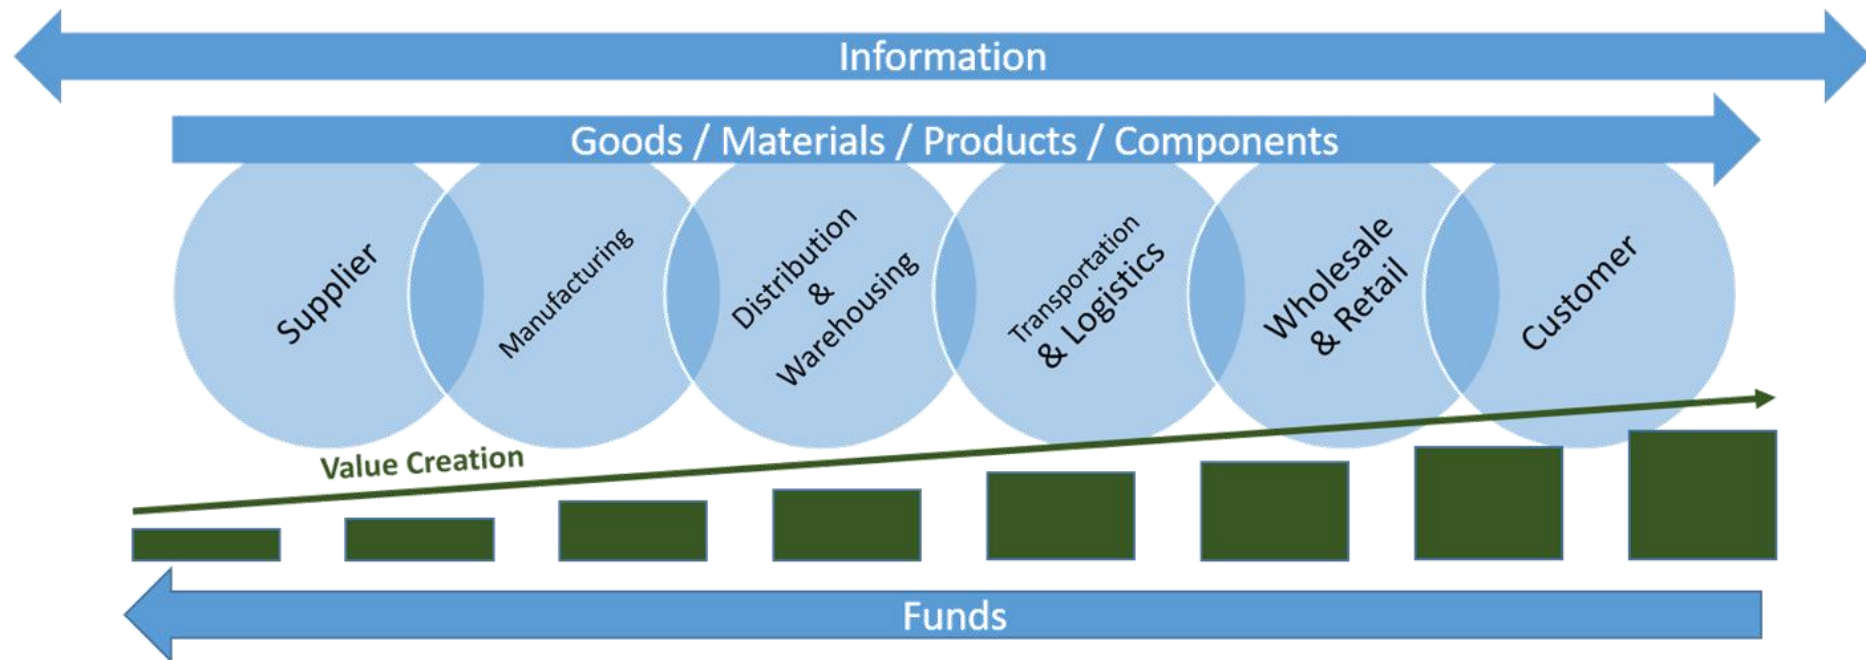 Information
Goods / Materials / Products / Components
Supplier
Manufacturing
Distribution
&
Warehousing
Transportation
& Logistics
Wholesale
& Retail
Customer
Value Creation
Funds